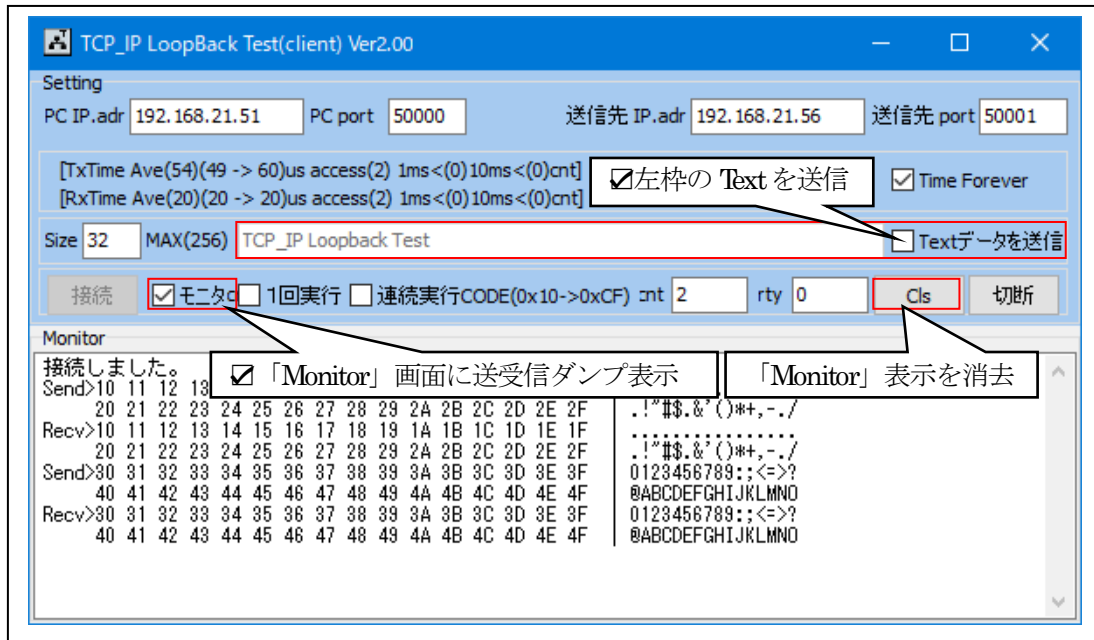 TCP_IP LoopBack Test(client) Ver2.00
Setting
PC IP.adr 192.168.21.51 PC port 50000 送信先 IP.adr 192.168.21.56 送信先 port 50001
[TxTime Ave(54)(49 -> 60)us access(2) 1ms<(0)10ms<(0)cnt]
[RxTime Ave(20)(20 -> 20)us access(2) 1ms<(0)10ms<(0)cnt]
☑左枠の Text を送信
Time Forever
Size 32 MAX(256) TCP_IP Loopback Test Textデータを送信
接続 モニタ 1回実行 連続実行CODE(0x10->0xCF) cnt 2 rty 0 Cls 切断
Monitor
☑「Monitor」画面に送受信ダンプ表示
「Monitor」表示を消去
接続しました。
Send>10 11 12 13
20 21 22 23 24 25 26 27 28 29 2A 2B 2C 2D 2E 2F | .!"#$.&'()*+,-./
Recv>10 11 12 13 14 15 16 17 18 19 1A 1B 1C 1D 1E 1F | ................
20 21 22 23 24 25 26 27 28 29 2A 2B 2C 2D 2E 2F | .!"#$.&'()*+,-./
Send>30 31 32 33 34 35 36 37 38 39 3A 3B 3C 3D 3E 3F | 0123456789:;<=>?
40 41 42 43 44 45 46 47 48 49 4A 4B 4C 4D 4E 4F | @ABCDEFGHIJKLMNO
Recv>30 31 32 33 34 35 36 37 38 39 3A 3B 3C 3D 3E 3F | 0123456789:;<=>?
40 41 42 43 44 45 46 47 48 49 4A 4B 4C 4D 4E 4F | @ABCDEFGHIJKLMNO